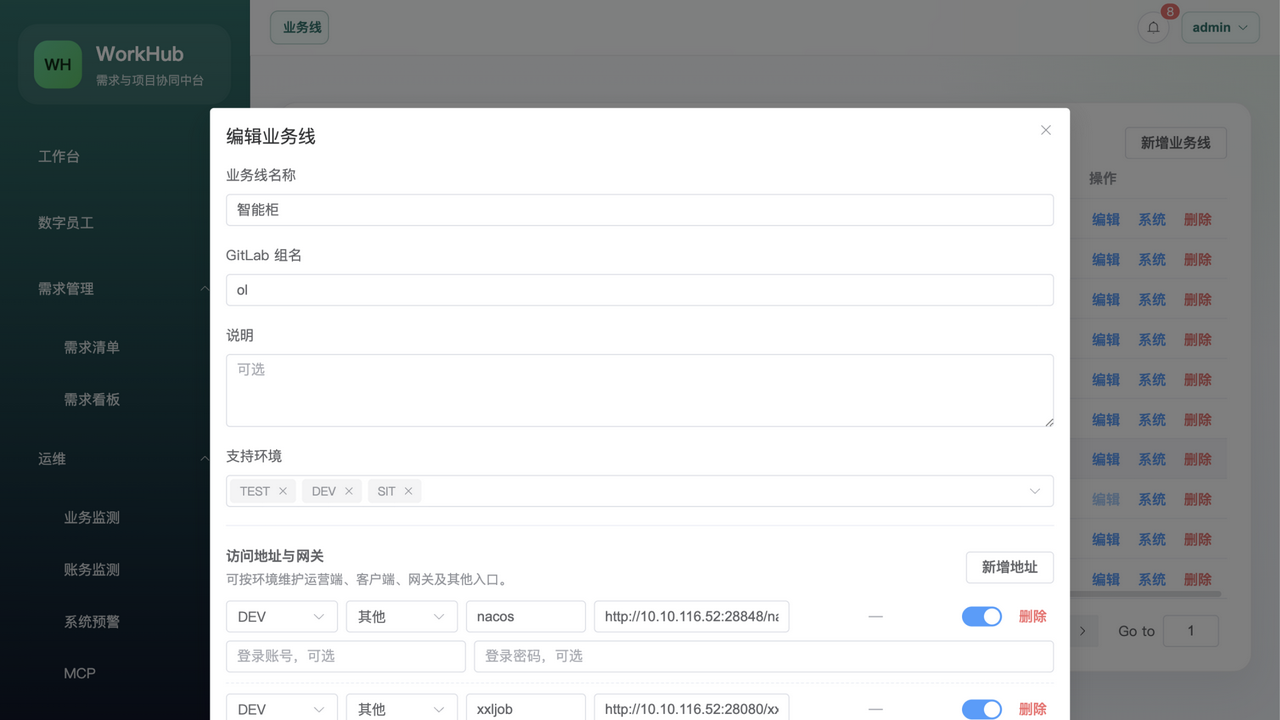 WH
WorkHub
需求与项目协同中台
工作台
数字员工
需求管理
需求清单
需求看板
运维
业务监测
账务监测
系统预警
MCP
业务线
8
admin
新增业务线
操作
编辑 系统 删除
编辑 系统 删除
编辑 系统 删除
编辑 系统 删除
编辑 系统 删除
编辑 系统 删除
编辑 系统 删除
编辑 系统 删除
编辑 系统 删除
编辑 系统 删除
Go to 1
编辑业务线
业务线名称
智能柜
GitLab 组名
ol
说明
可选
支持环境
TEST DEV SIT
访问地址与网关
新增地址
可按环境维护运营端、客户端、网关及其他入口。
DEV 其他 nacos http://10.10.116.52:28848/na — 删除
登录账号，可选 登录密码，可选
DEV 其他 xxljob http://10.10.116.52:28080/xx — 删除